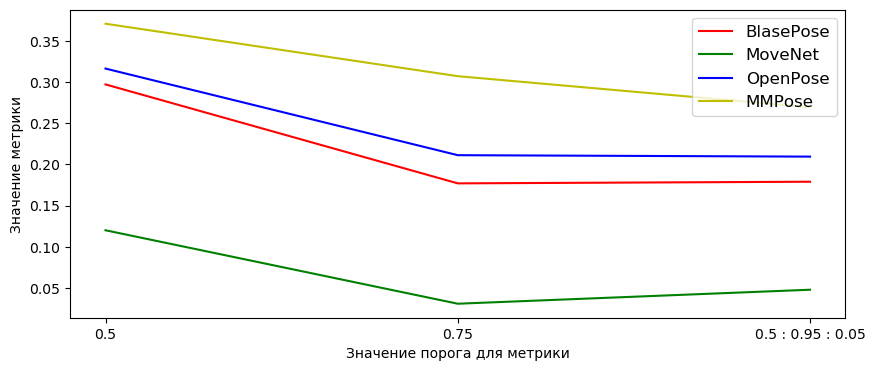 BlasePose
MoveNet
OpenPose
MMPose
Значение метрики
0.35
0.30
0.25
0.20
0.15
0.10
0.05
0.5
0.75
0.5 : 0.95 : 0.05
Значение порога для метрики